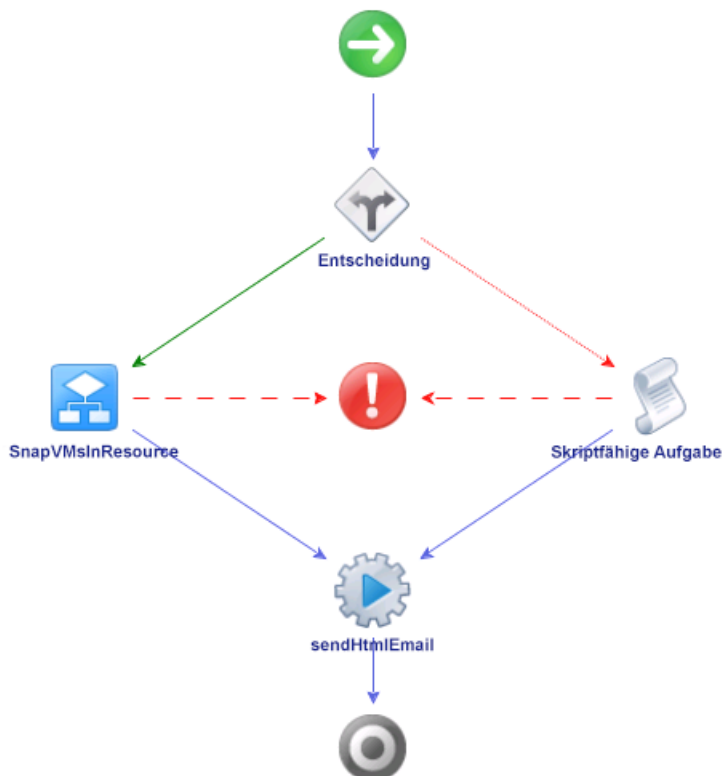 Entscheidung
SnapVMsInResource
Skriptfähige Aufgabe
sendHtmlEmail